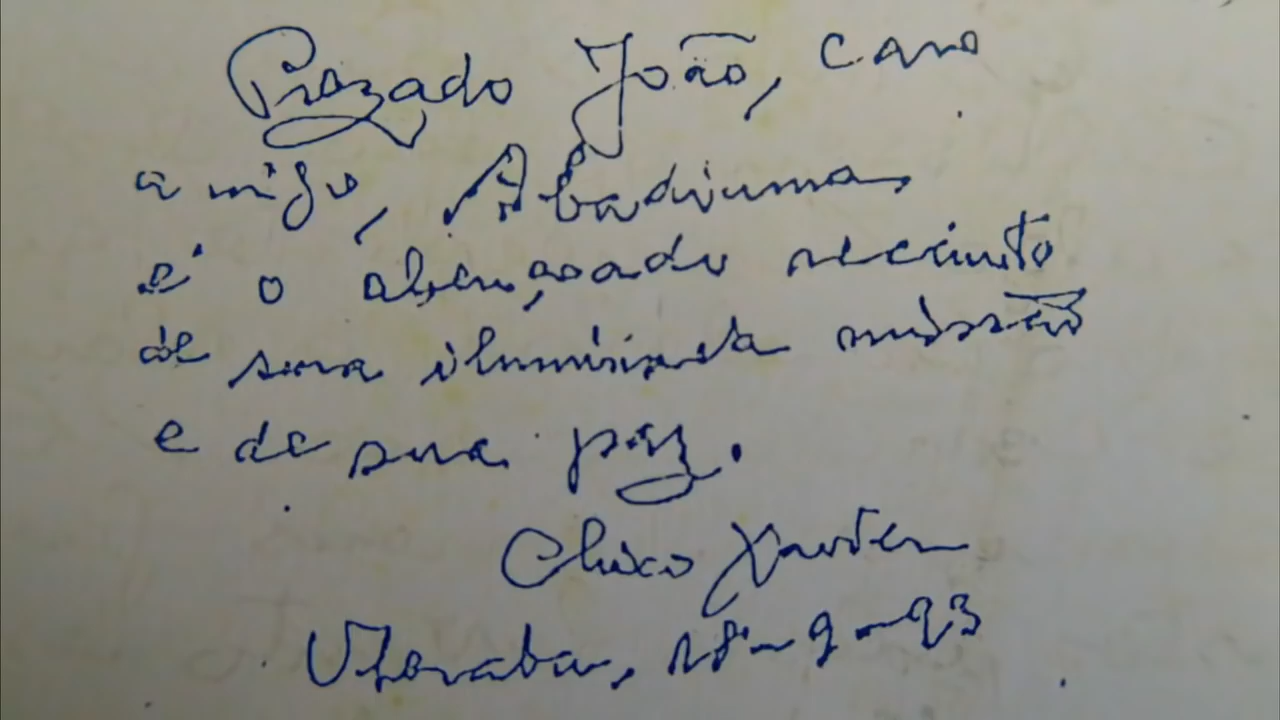 Prezado João, caro
amigo, Abadiânia
é o abençoado recinto
de sua iluminada missão
e de sua paz.
Chico Xavier
Uberaba, 18-9-93